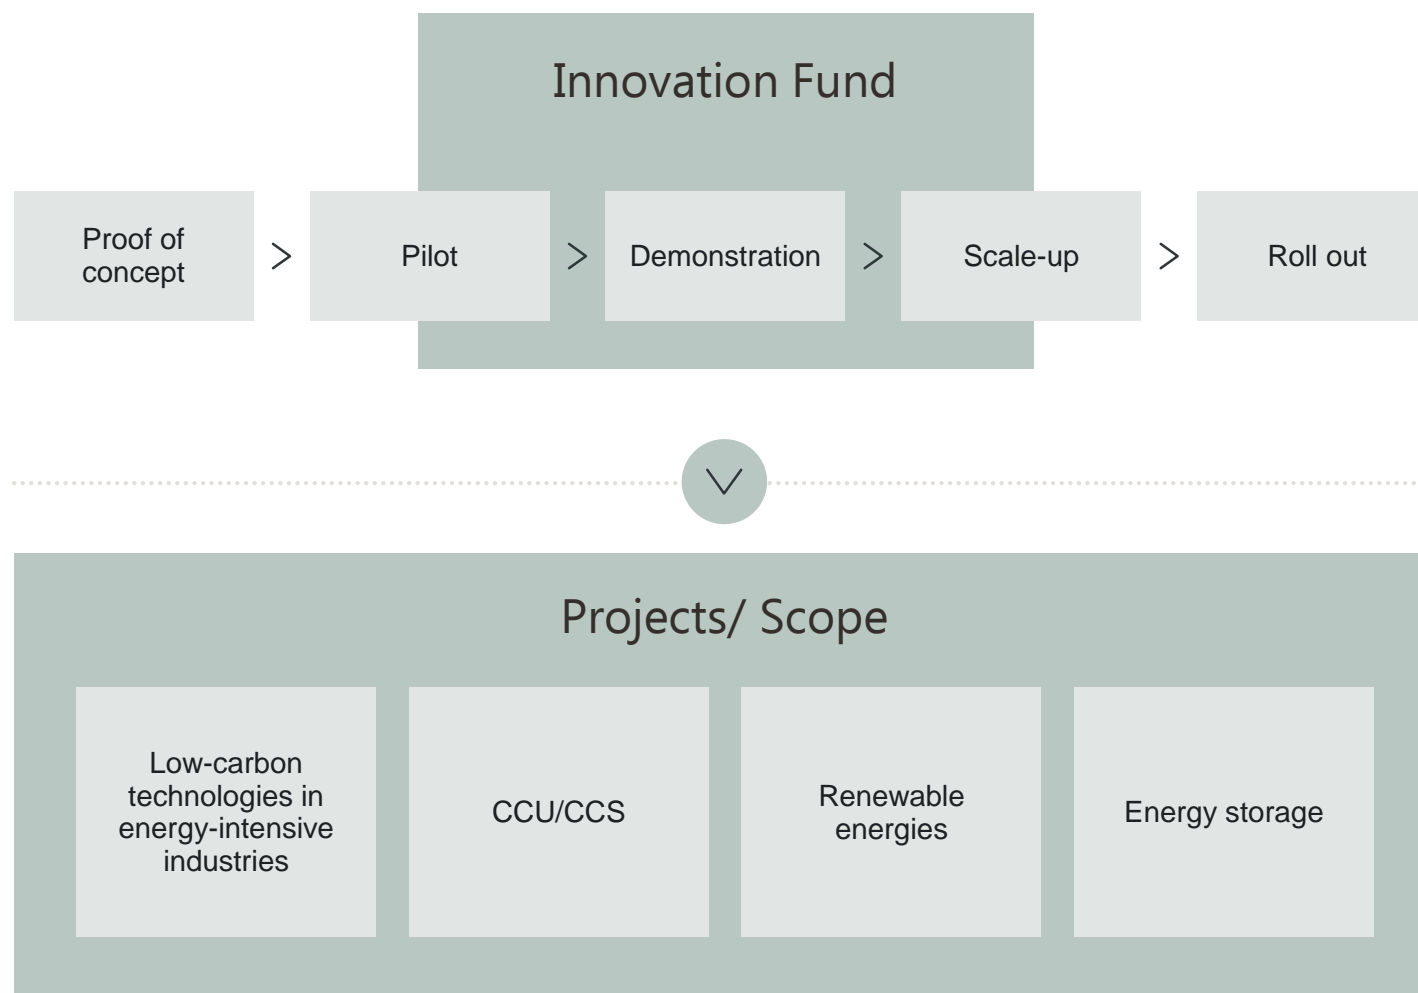 Innovation Fund
Proof of
concept
Pilot
Demonstration
Scale-up
Roll out
Projects/ Scope
Low-carbon
technologies in
energy-intensive
industries
CCU/CCS
Renewable
energies
Energy storage